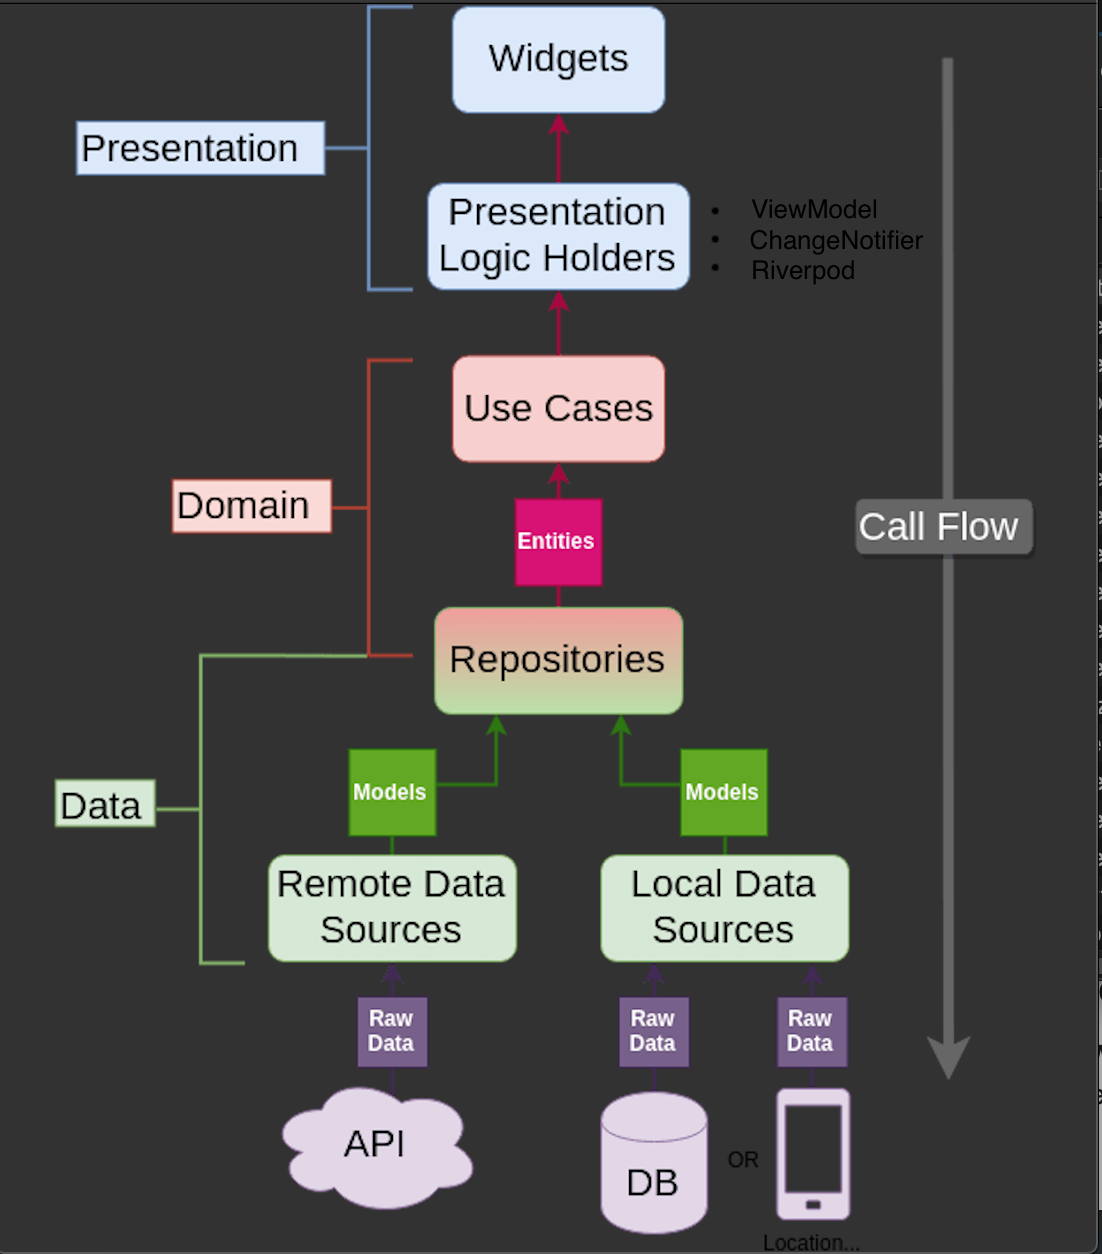 Widgets
Presentation
Presentation
Logic Holders
• ViewModel
• ChangeNotifier
• Riverpod
Use Cases
Domain
Call Flow
Entities
Repositories
Models
Models
Data
Remote Data
Sources
Local Data
Sources
Raw
Data
Raw
Data
Raw
Data
API
DB
OR
Location...